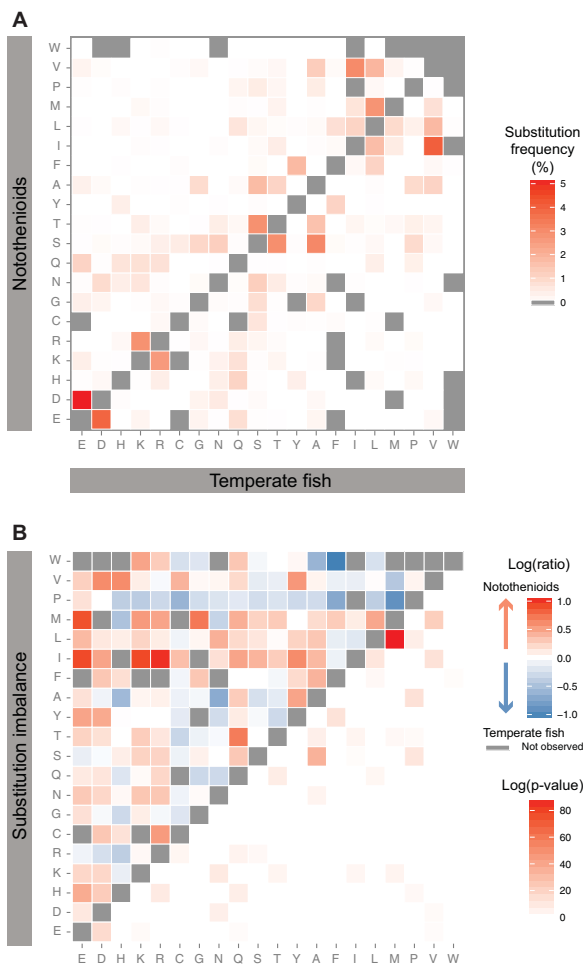 A
Notothenioids
W
V
P
M
L
I
F
A
Y
T
S
Q
N
G
C
R
K
H
D
E
E D H K R C G N Q S T Y A F I L M P V W
Temperate fish
Substitution
frequency
(%)
5
4
3
2
1
0
B
Substitution imbalance
W
V
P
M
L
I
F
A
Y
T
S
Q
N
G
C
R
K
H
D
E
E D H K R C G N Q S T Y A F I L M P V W
Log(ratio)
Notothenioids
1.0
0.5
0.0
-0.5
-1.0
Temperate fish
Not observed
Log(p-value)
80
60
40
20
0